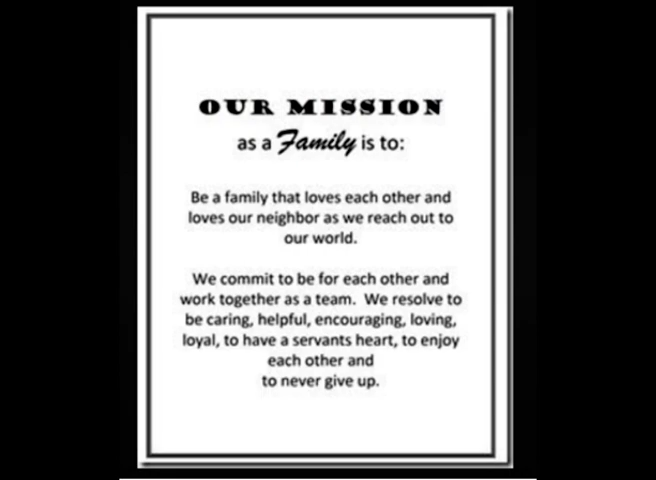 OUR MISSION
as a Family is to:
Be a family that loves each other and
loves our neighbor as we reach out to
our world.
We commit to be for each other and
work together as a team. We resolve to
be caring, helpful, encouraging, loving,
loyal, to have a servants heart, to enjoy
each other and
to never give up.